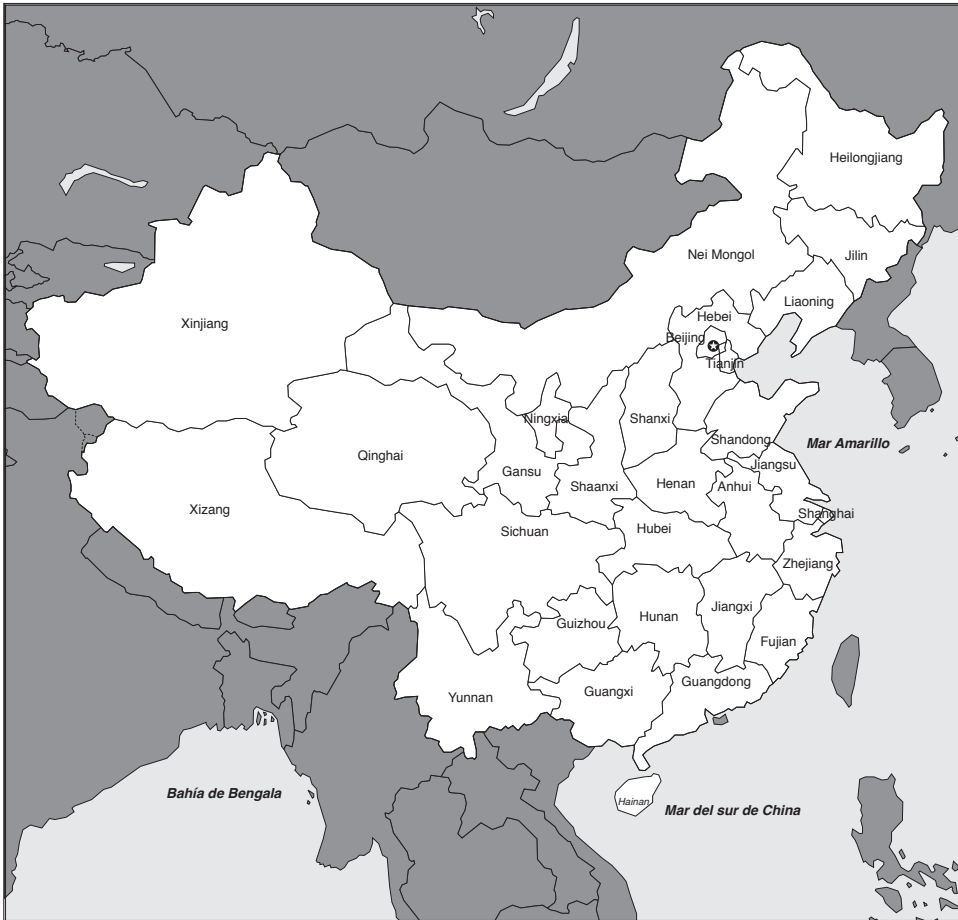 Heilongjiang
Nei Mongol
Jilin
Liaoning
Hebei
Xinjiang
Beijing
Tianjin
Ningxia
Shanxi
Shandong
Mar Amarillo
Qinghai
Gansu
Jiangsu
Shaanxi
Henan
Anhui
Xizang
Shanghai
Sichuan
Hubei
Zhejiang
Jiangxi
Guizhou
Hunan
Fujian
Guangdong
Yunnan
Guangxi
Bahía de Bengala
Hainan
Mar del sur de China